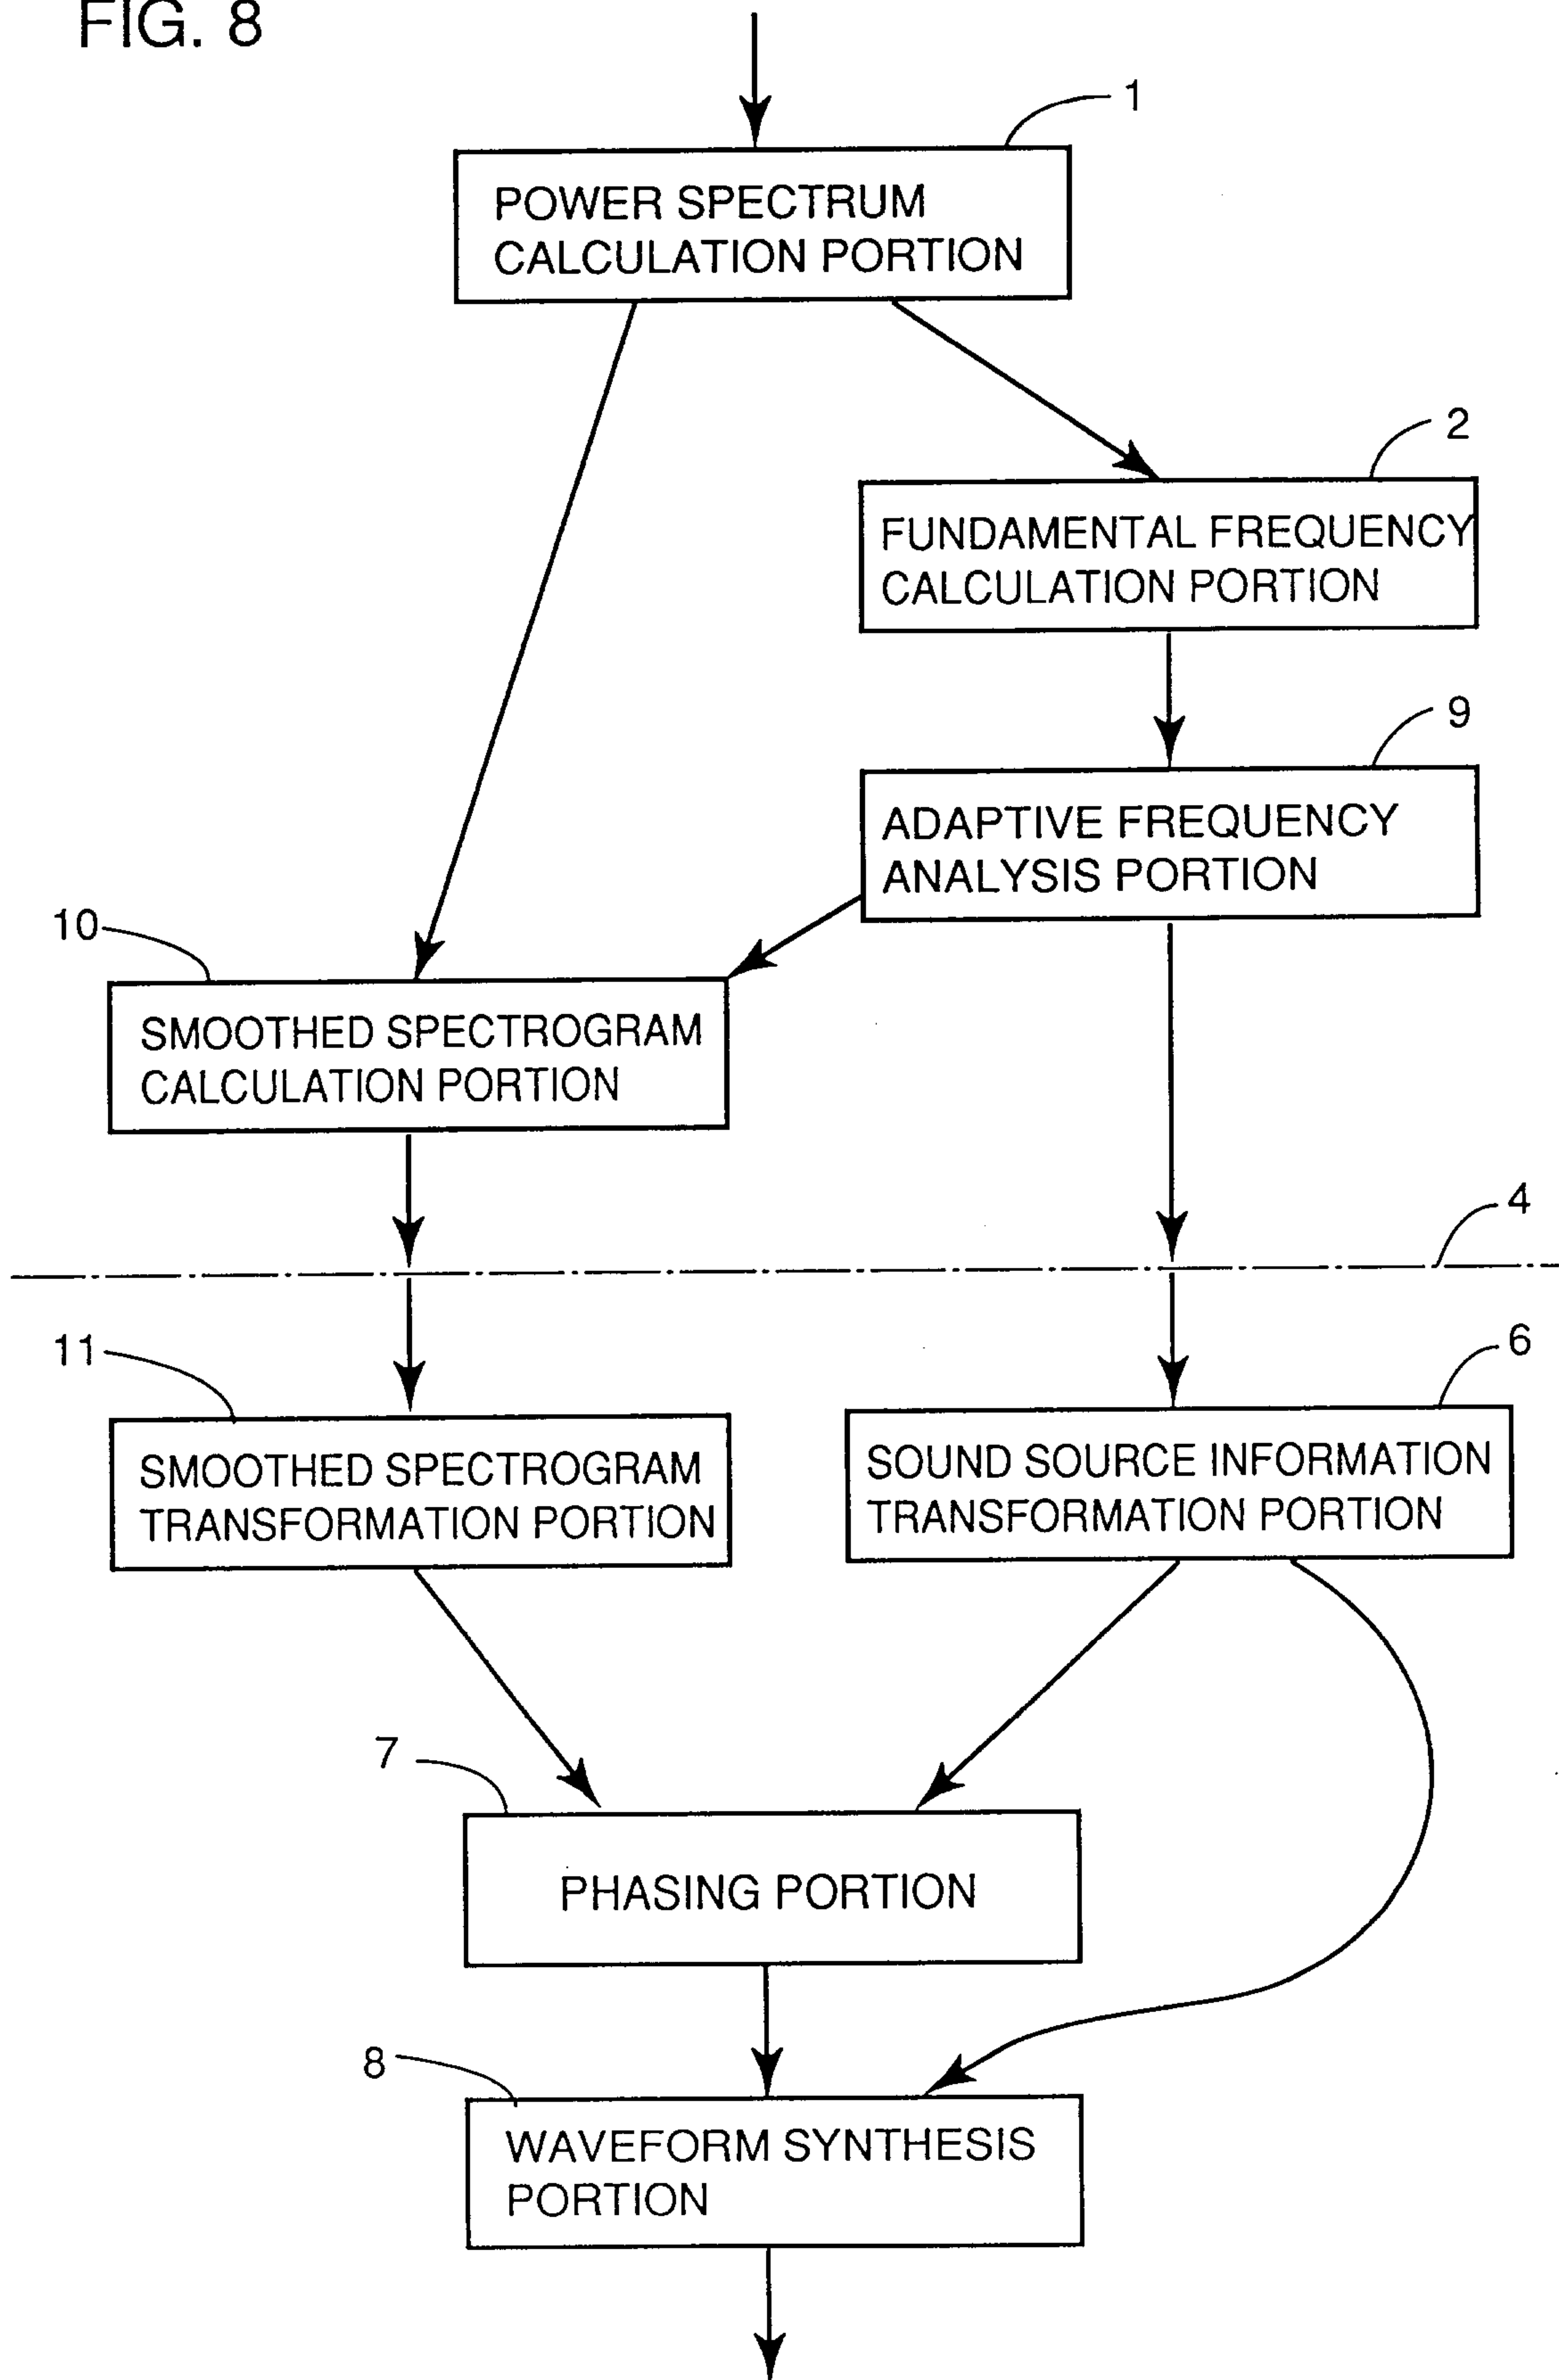 FIG. 8
1
POWER SPECTRUM
CALCULATION PORTION
2
FUNDAMENTAL FREQUENCY
CALCULATION PORTION
9
ADAPTIVE FREQUENCY
ANALYSIS PORTION
10
SMOOTHED SPECTROGRAM
CALCULATION PORTION
4
11
SMOOTHED SPECTROGRAM
TRANSFORMATION PORTION
6
SOUND SOURCE INFORMATION
TRANSFORMATION PORTION
7
PHASING PORTION
8
WAVEFORM SYNTHESIS
PORTION